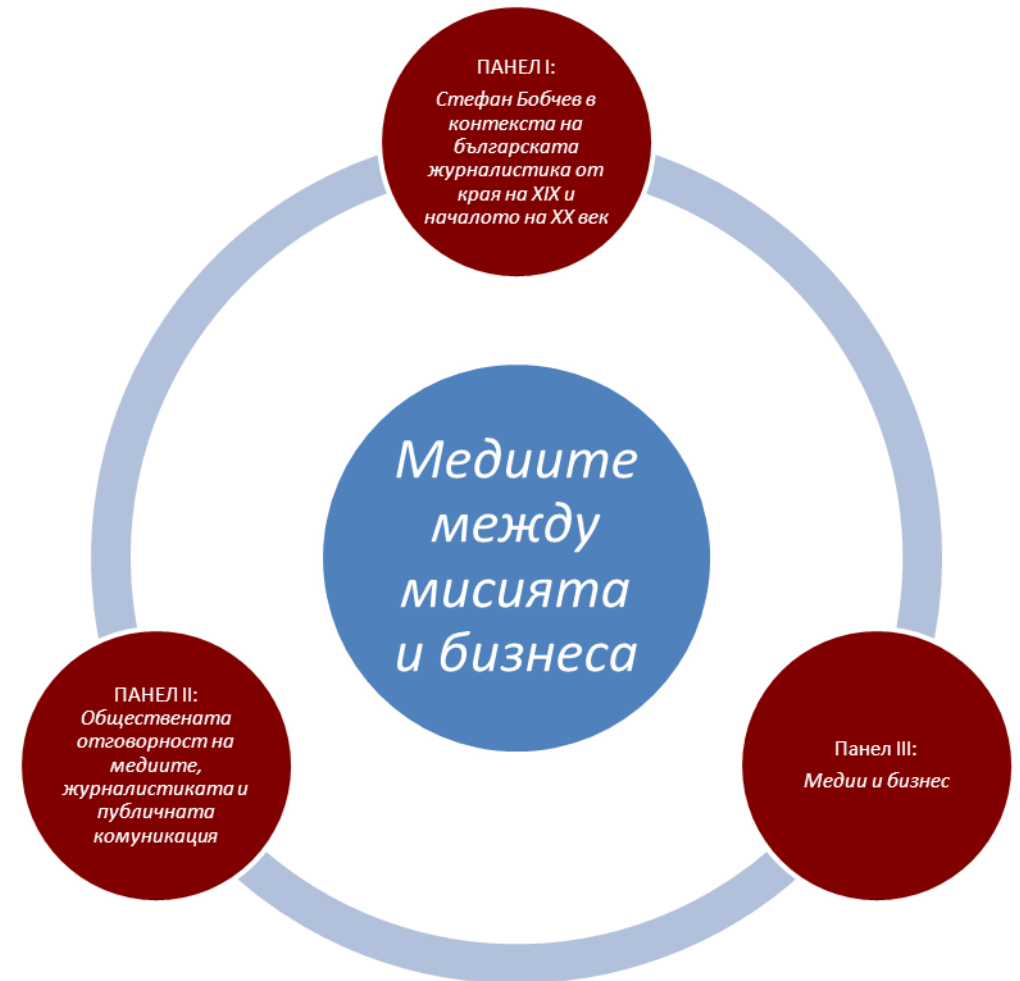 ПАНЕЛ I:
Стефан Бобчев в
контекста на
българската
журналистика от
края на XIX и
началото на XX век
Медиите
между
мисията
и бизнеса
ПАНЕЛ II:
Обществената
отговорност на
медиите,
журналистиката и
публичната
комуникация
Панел III:
Медии и бизнес